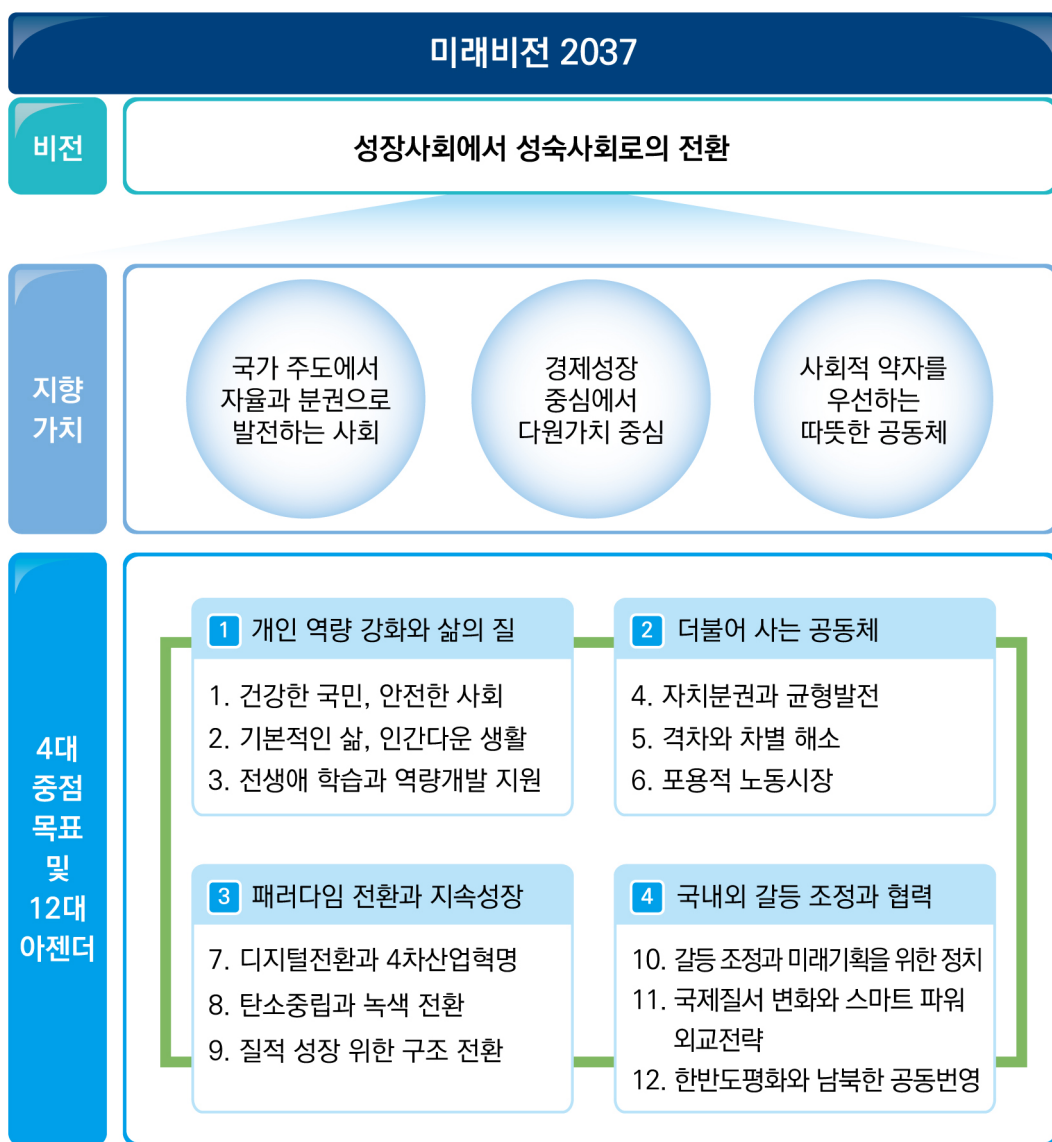 미래비전 2037
비전
성장사회에서 성숙사회로의 전환
지향
가치
국가 주도에서
자율과 분권으로
발전하는 사회
경제성장
중심에서
다원가치 중심
사회적 약자를
우선하는
따뜻한 공동체
4대
중점
목표
및
12대
아젠더
1 개인 역량 강화와 삶의 질
1. 건강한 국민, 안전한 사회
2. 기본적인 삶, 인간다운 생활
3. 전생애 학습과 역량개발 지원
2 더불어 사는 공동체
4. 자치분권과 균형발전
5. 격차와 차별 해소
6. 포용적 노동시장
3 패러다임 전환과 지속성장
7. 디지털전환과 4차산업혁명
8. 탄소중립과 녹색 전환
9. 질적 성장 위한 구조 전환
4 국내외 갈등 조정과 협력
10. 갈등 조정과 미래기획을 위한 정치
11. 국제질서 변화와 스마트 파워
외교전략
12. 한반도평화와 남북한 공동번영